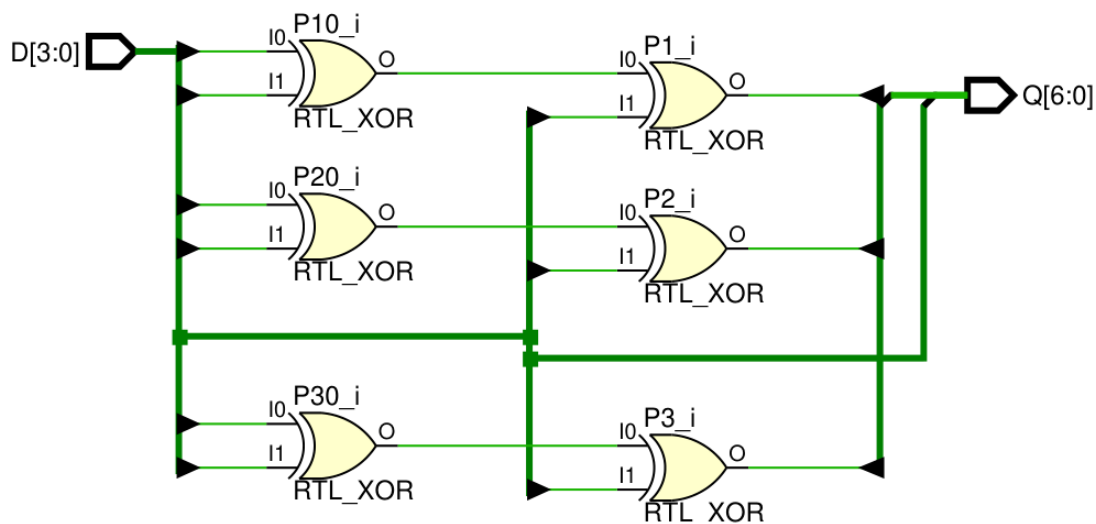 D[3:0]
P10_i
I0
I1
O
RTL_XOR
P1_i
I0
I1
O
RTL_XOR
Q[6:0]
P20_i
I0
I1
O
RTL_XOR
P2_i
I0
I1
O
RTL_XOR
P30_i
I0
I1
O
RTL_XOR
P3_i
I0
I1
O
RTL_XOR